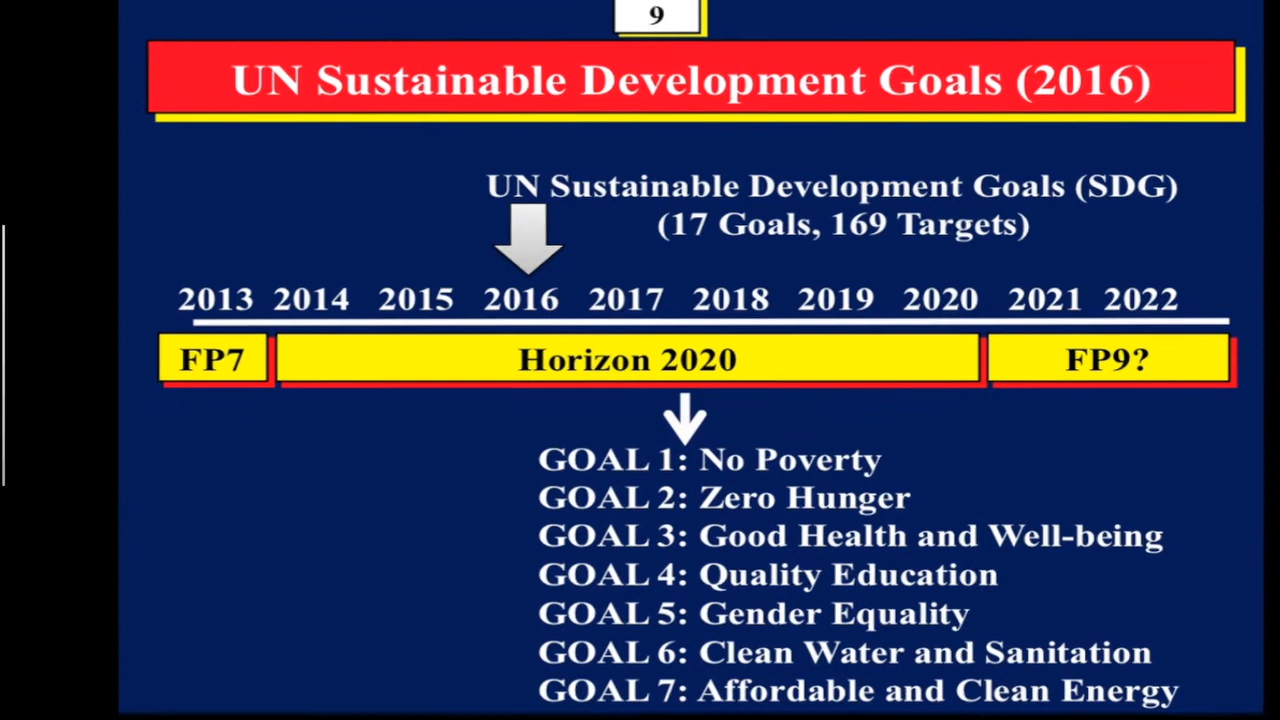 9
UN Sustainable Development Goals (2016)
UN Sustainable Development Goals (SDG)
(17 Goals, 169 Targets)
2013 2014 2015 2016 2017 2018 2019 2020 2021 2022
FP7 Horizon 2020 FP9?
GOAL 1: No Poverty
GOAL 2: Zero Hunger
GOAL 3: Good Health and Well-being
GOAL 4: Quality Education
GOAL 5: Gender Equality
GOAL 6: Clean Water and Sanitation
GOAL 7: Affordable and Clean Energy